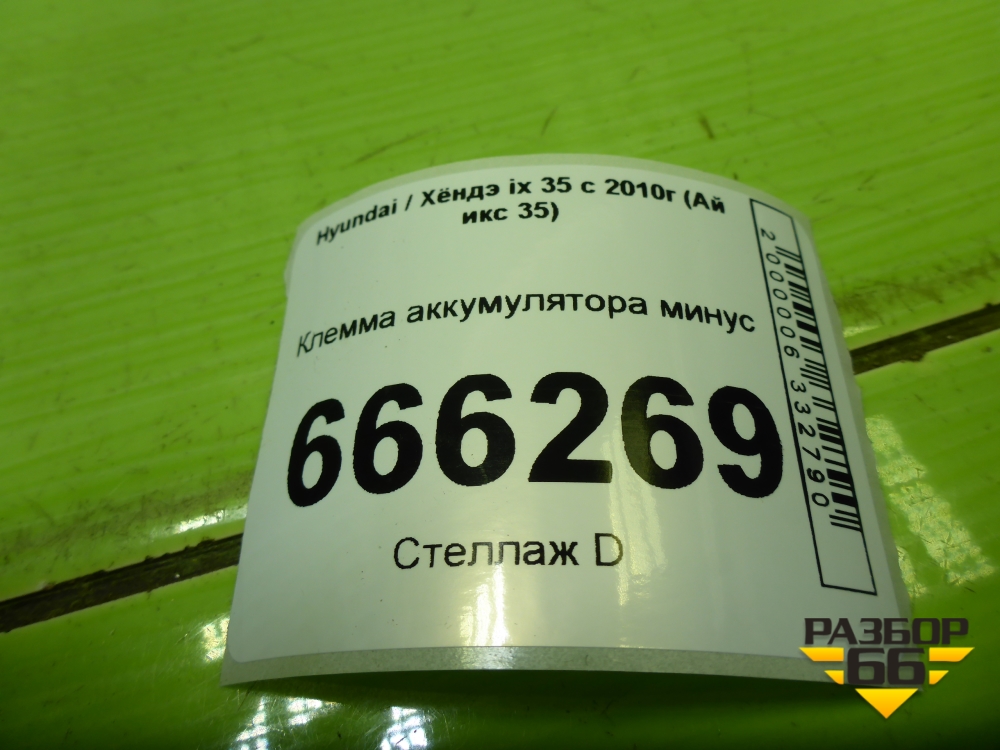 Hyundai / Хёндэ ix 35 с 2010г (Ай
икс 35)
Клемма аккумулятора минус
666269
Стеллаж D
2000006332790
РАЗБОР
66